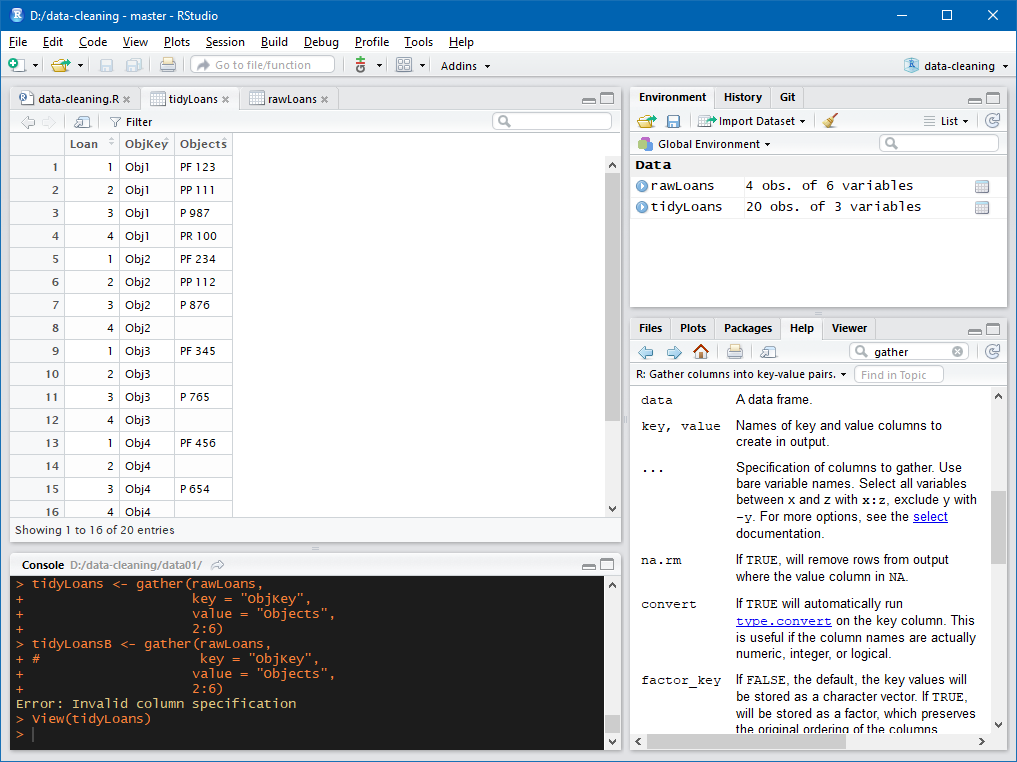 D:/data-cleaning - master - RStudio
File Edit Code View Plots Session Build Debug Profile Tools Help
Go to file/function Addins data-cleaning
data-cleaning.R tidyLoans rawLoans
Filter
Loan ObjKey Objects
1 1 Obj1 PF 123
2 2 Obj1 PP 111
3 3 Obj1 P 987
4 4 Obj1 PR 100
5 1 Obj2 PF 234
6 2 Obj2 PP 112
7 3 Obj2 P 876
8 4 Obj2
9 1 Obj3 PF 345
10 2 Obj3
11 3 Obj3 P 765
12 4 Obj3
13 1 Obj4 PF 456
14 2 Obj4
15 3 Obj4 P 654
16 4 Obj4
Showing 1 to 16 of 20 entries
Console D:/data-cleaning/data01/
> tidyLoans <- gather(rawLoans,
+                     key = "ObjKey",
+                     value = "Objects",
+                     2:6)
> tidyLoansB <- gather(rawLoans,
+ #                    key = "ObjKey",
+                     value = "Objects",
+                     2:6)
Error: Invalid column specification
> View(tidyLoans)
>
Environment History Git
Import Dataset List
Global Environment
Data
rawLoans 4 obs. of 6 variables
tidyLoans 20 obs. of 3 variables
Files Plots Packages Help Viewer
gather
R: Gather columns into key-value pairs. Find in Topic
data A data frame.
key, value Names of key and value columns to
create in output.
... Specification of columns to gather. Use
bare variable names. Select all variables
between x and z with x:z, exclude y with
-y. For more options, see the select
documentation.
na.rm If TRUE, will remove rows from output
where the value column in NA.
convert If TRUE will automatically run
type.convert on the key column. This
is useful if the column names are actually
numeric, integer, or logical.
factor_key If FALSE, the default, the key values will
be stored as a character vector. If TRUE,
will be stored as a factor, which preserves
the original ordering of the columns